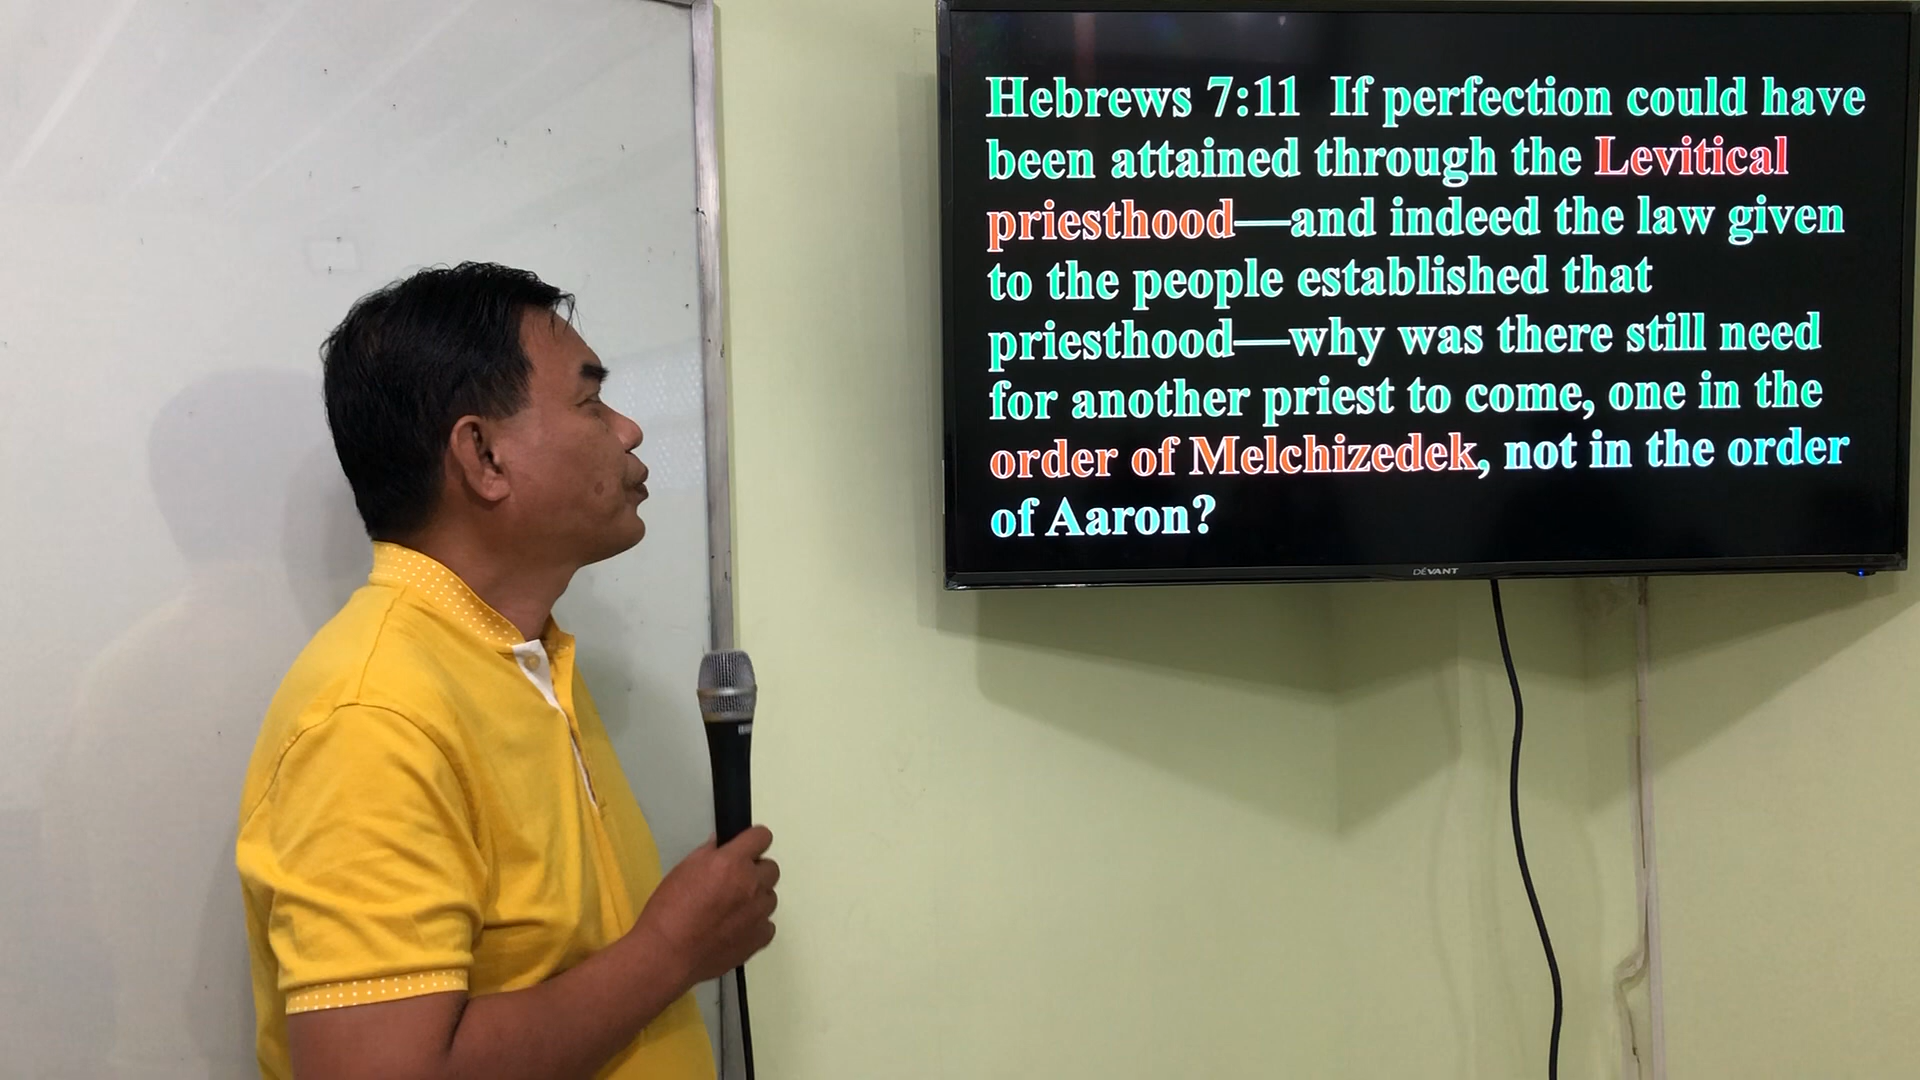 Hebrews 7:11  If perfection could have
been attained through the Levitical
priesthood—and indeed the law given
to the people established that
priesthood—why was there still need
for another priest to come, one in the
order of Melchizedek, not in the order
of Aaron?
DEVANT